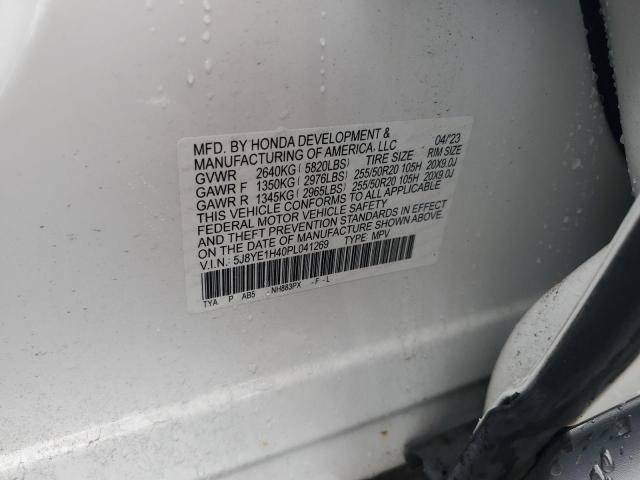 MFD. BY HONDA DEVELOPMENT & 04/'23
MANUFACTURING OF AMERICA, LLC
GVWR 2640KG ( 5820LBS) TIRE SIZE RIM SIZE
GAWR F 1350KG ( 2976LBS) 255/50R20 105H 20X9.0J
GAWR R 1345KG ( 2965LBS) 255/50R20 105H 20X9.0J
THIS VEHICLE CONFORMS TO ALL APPLICABLE
FEDERAL MOTOR VEHICLE SAFETY
AND THEFT PREVENTION STANDARDS IN EFFECT
ON THE DATE OF MANUFACTURE SHOWN ABOVE.
V.I.N.: 5J8YE1H40PL041269 TYPE: MPV
TYA P AB5 -NH883PX -F-L